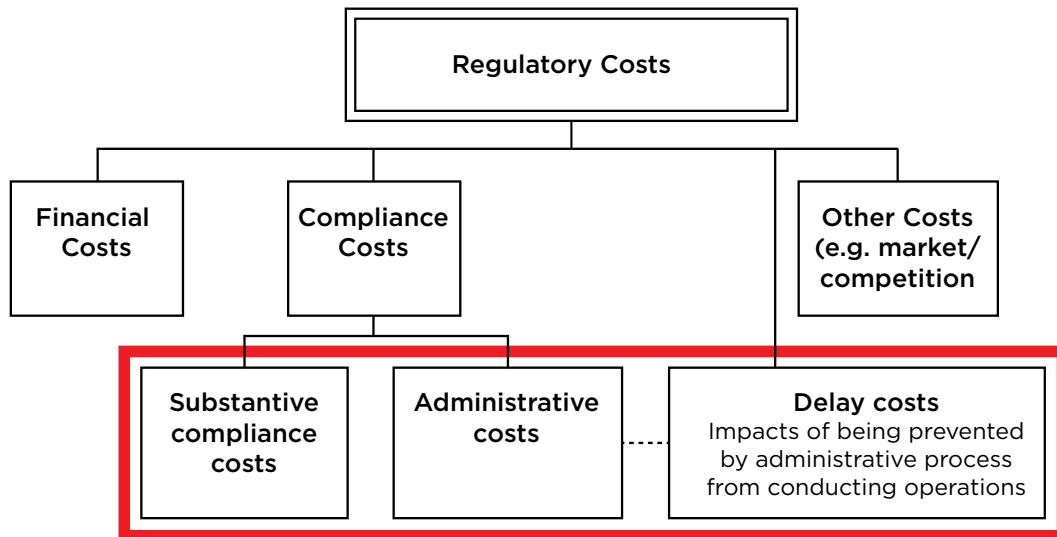 Regulatory Costs
Financial
Costs
Compliance
Costs
Other Costs
(e.g. market/
competition
Substantive
compliance
costs
Administrative
costs
Delay costs
Impacts of being prevented
by administrative process
from conducting operations